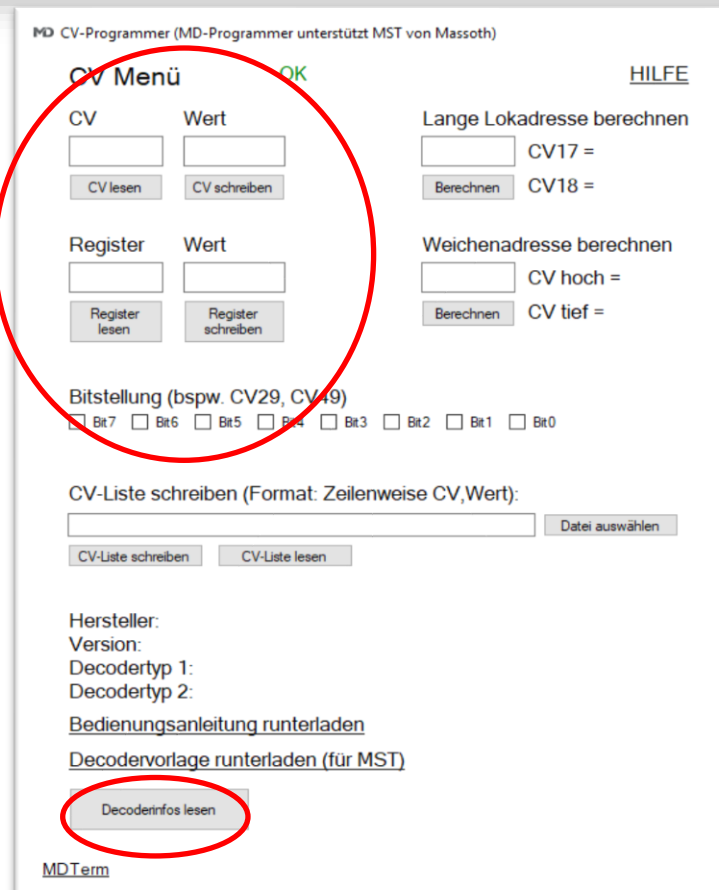 MD CV-Programmer (MD-Programmer unterstützt MST von Massoth)
CV Menü OK HILFE
CV Wert Lange Lokadresse berechnen
CV17 =
CV lesen CV schreiben Berechnen CV18 =
Register Wert Weichenadresse berechnen
CV hoch =
Register lesen Register schreiben Berechnen CV tief =
Bitstellung (bspw. CV29, CV49)
Bit7 Bit6 Bit5 Bit4 Bit3 Bit2 Bit1 Bit0
CV-Liste schreiben (Format: Zeilenweise CV,Wert):
Datei auswählen
CV-Liste schreiben CV-Liste lesen
Hersteller:
Version:
Decodertyp 1:
Decodertyp 2:
Bedienungsanleitung runterladen
Decodervorlage runterladen (für MST)
Decoderinfos lesen
MDTerm